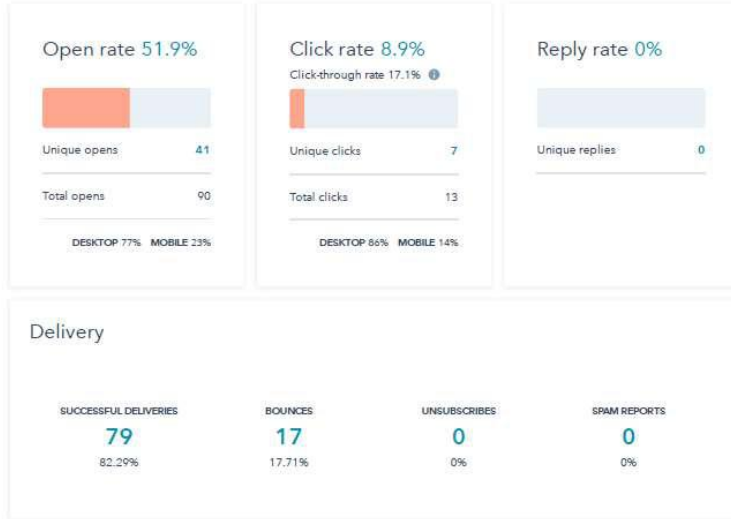 Open rate 51.9%
Click rate 8.9%
Reply rate 0%
Click-through rate 17.1%
Unique opens 41
Unique clicks 7
Unique replies 0
Total opens 90
Total clicks 13
DESKTOP 77% MOBILE 23%
DESKTOP 86% MOBILE 14%
Delivery
SUCCESSFUL DELIVERIES
BOUNCES
UNSUBSCRIBES
SPAM REPORTS
79
17
0
0
82.29%
17.71%
0%
0%